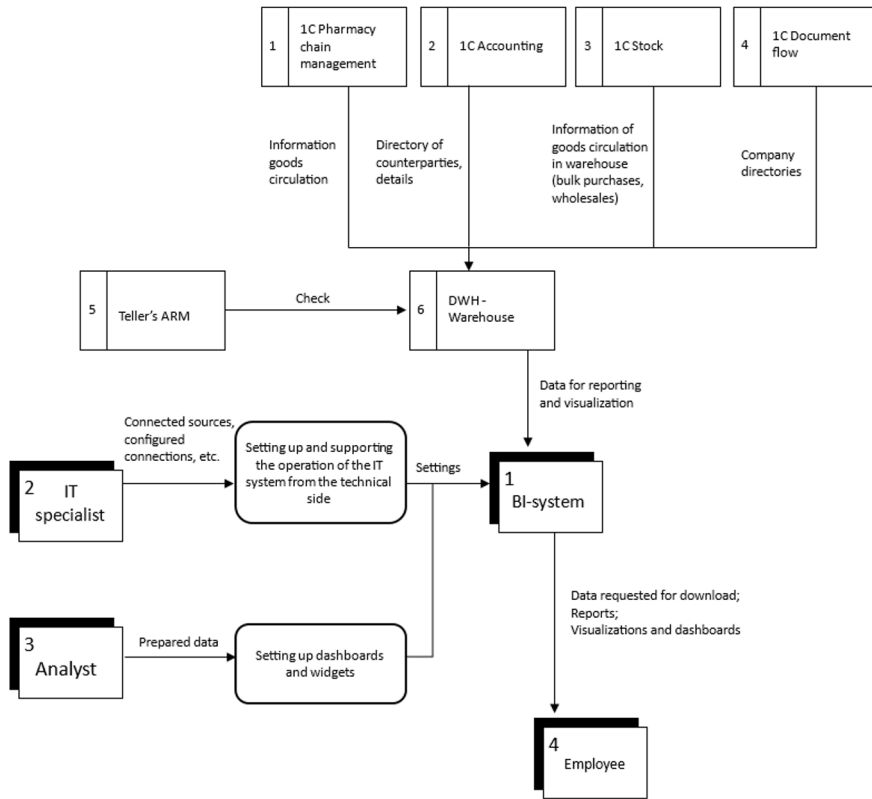 1
1C Pharmacy
chain
management
2
1C Accounting
3
1C Stock
4
1C Document
flow
Information
goods
circulation
Directory of
counterparties,
details
Information of
goods circulation
in warehouse
(bulk purchases,
wholesales)
Company
directories
5
Teller's ARM
Check
6
DWH -
Warehouse
Data for reporting
and visualization
2
IT
specialist
Connected sources,
configured
connections, etc.
Setting up and supporting
the operation of the IT
system from the technical
side
Settings
1
BI-system
3
Analyst
Prepared data
Setting up dashboards
and widgets
Data requested for download;
Reports;
Visualizations and dashboards
4
Employee